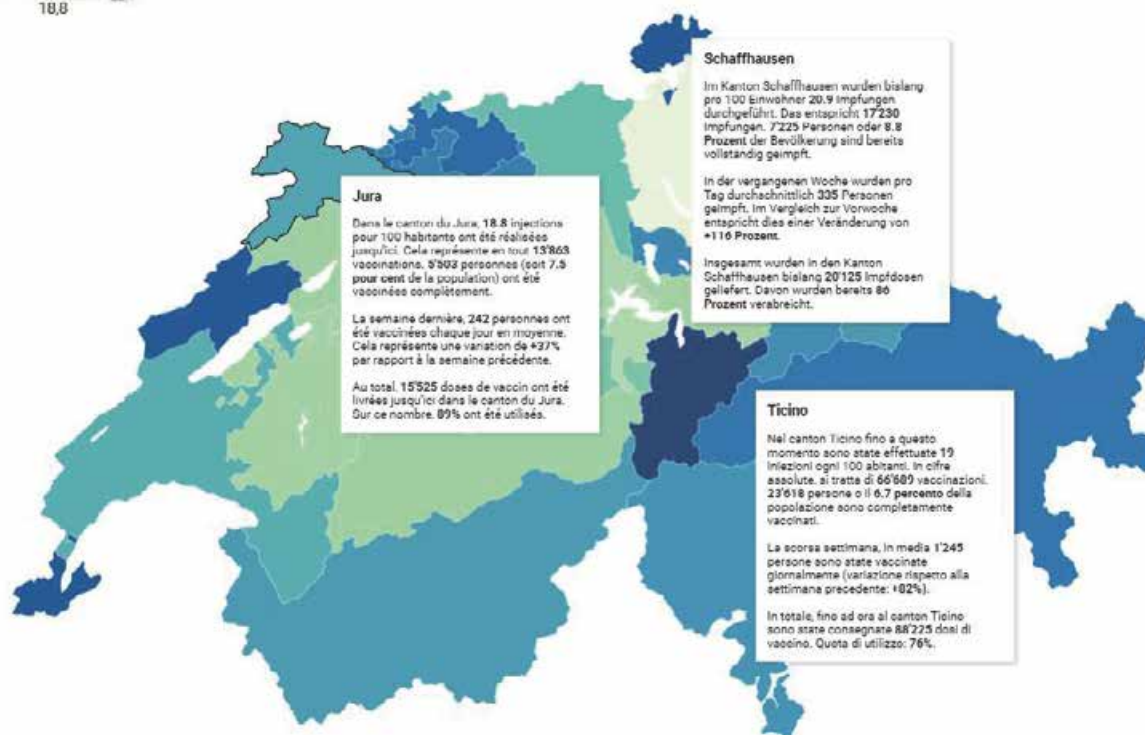 18,8
Schaffhausen
Im Kanton Schaffhausen wurden bislang
pro 100 Einwohner 20.9 Impfungen
durchgeführt. Das entspricht 17'230
Impfungen. 7'225 Personen oder 8.8
Prozent der Bevölkerung sind bereits
vollständig geimpft.
In der vergangenen Woche wurden pro
Tag durchschnittlich 335 Personen
geimpft. Im Vergleich zur Vorwoche
entspricht dies einer Veränderung von
+116 Prozent.
Insgesamt wurden in den Kanton
Schaffhausen bislang 20'125 Impfdosen
geliefert. Davon wurden bereits 86
Prozent verabreicht.
Jura
Dans le canton du Jura, 18.8 injections
pour 100 habitants ont été réalisées
jusqu'ici. Cela représente en tout 13'863
vaccinations. 5'503 personnes (soit 7.5
pour cent de la population) ont été
vaccinées complètement.
La semaine dernière, 242 personnes ont
été vaccinées chaque jour en moyenne.
Cela représente une variation de +37%
par rapport à la semaine précédente.
Au total, 15'525 doses de vaccin ont été
livrées jusqu'ici dans le canton du Jura.
Sur ce nombre, 89% ont été utilisés.
Ticino
Nel canton Ticino fino a questo
momento sono state effettuate 19
iniezioni ogni 100 abitanti. In cifre
assolute, si tratta di 66'689 vaccinazioni.
23'618 persone o il 6.7 percento della
popolazione sono completamente
vaccinati.
La scorsa settimana, in media 1'245
persone sono state vaccinate
giornalmente (variazione rispetto alla
settimana precedente: +82%).
In totale, fino ad ora al canton Ticino
sono state consegnate 88'225 dosi di
vaccino. Quota di utilizzo: 76%.